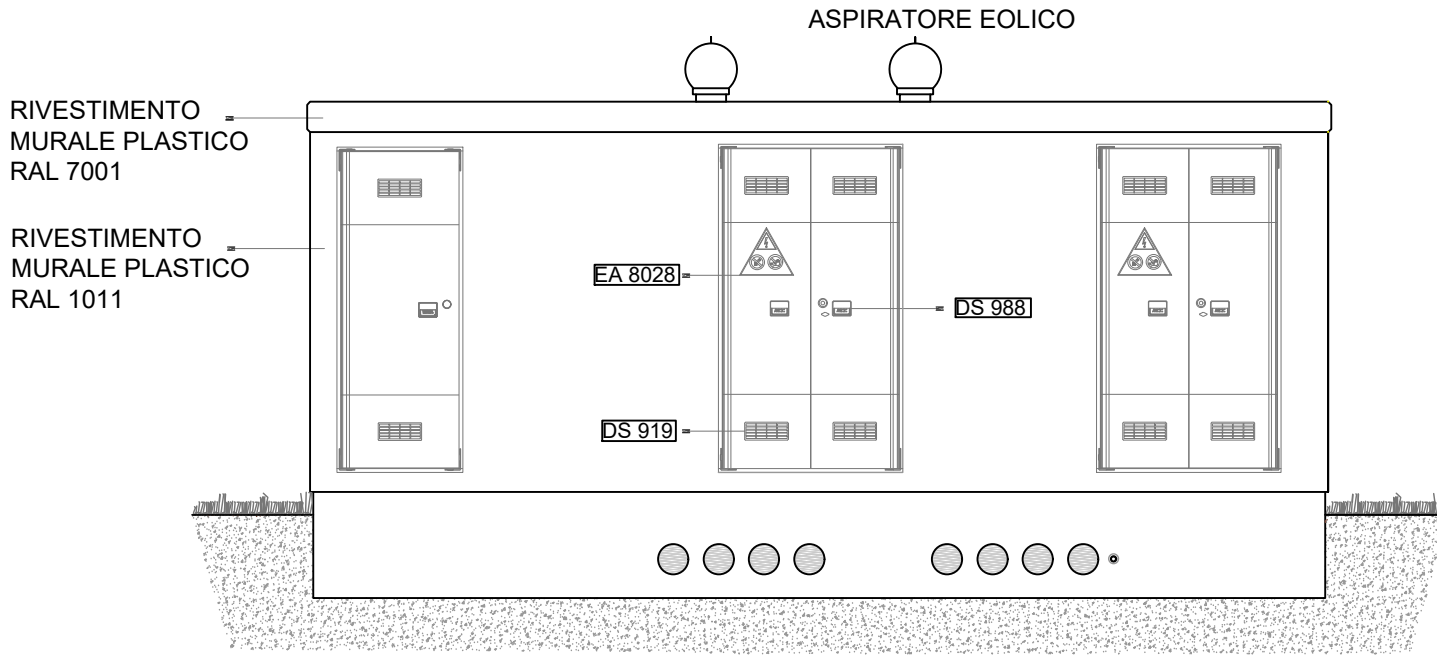 ASPIRATORE EOLICO
RIVESTIMENTO
MURALE PLASTICO
RAL 7001
RIVESTIMENTO
MURALE PLASTICO
RAL 1011
EA 8028
DS 988
DS 919